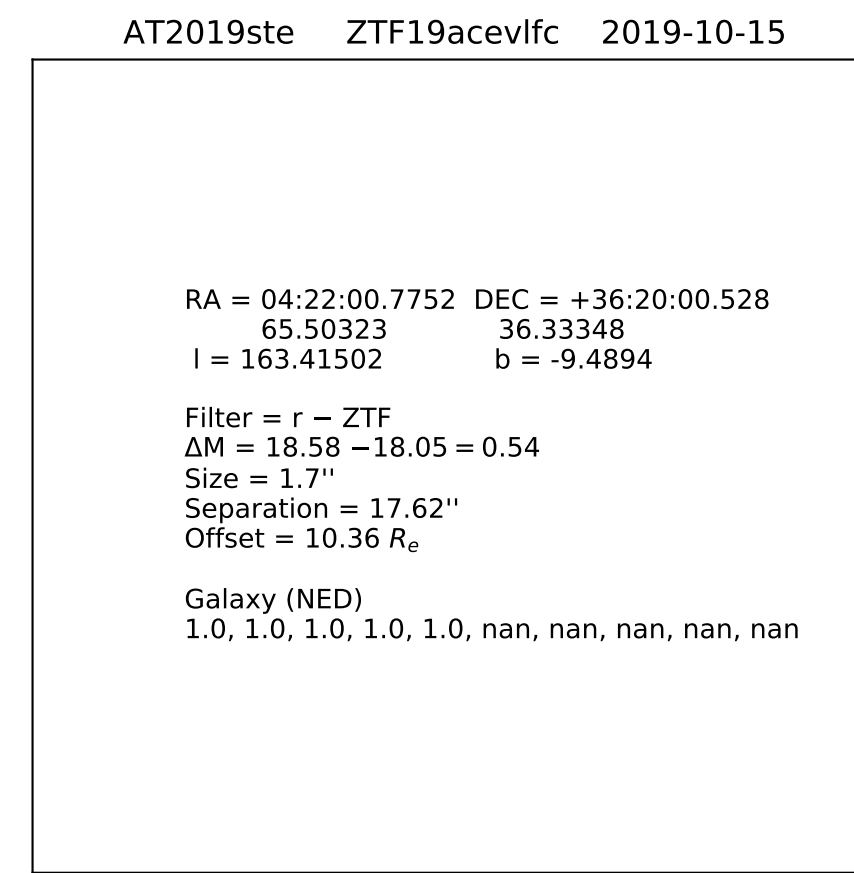 AT2019ste ZTF19acevlfc 2019-10-15
RA = 04:22:00.7752 DEC = +36:20:00.528
65.50323 36.33348
l = 163.41502 b = -9.4894
Filter = r − ZTF
ΔM = 18.58 −18.05 = 0.54
Size = 1.7''
Separation = 17.62''
Offset = 10.36 Rₑ
Galaxy (NED)
1.0, 1.0, 1.0, 1.0, 1.0, nan, nan, nan, nan, nan